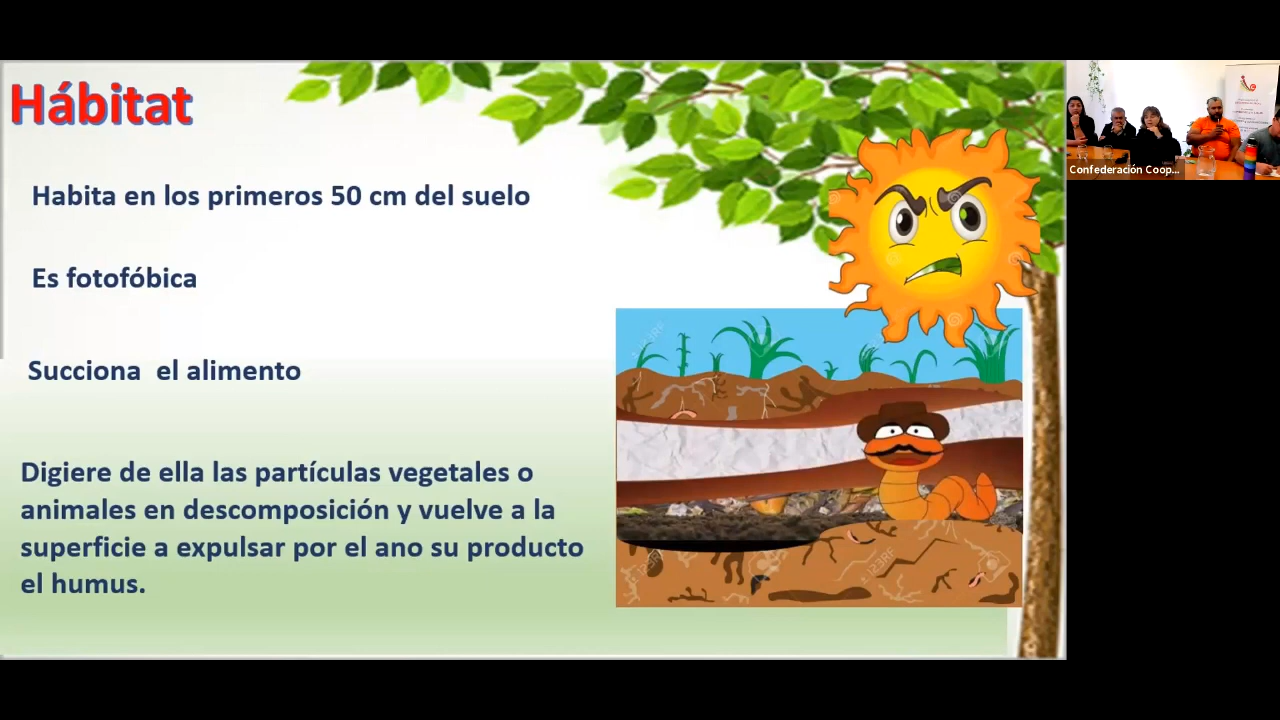 Hábitat
Habita en los primeros 50 cm del suelo
Es fotofóbica
Succiona  el alimento
Digiere de ella las partículas vegetales o
animales en descomposición y vuelve a la
superficie a expulsar por el ano su producto
el humus.
Confederación Coop...